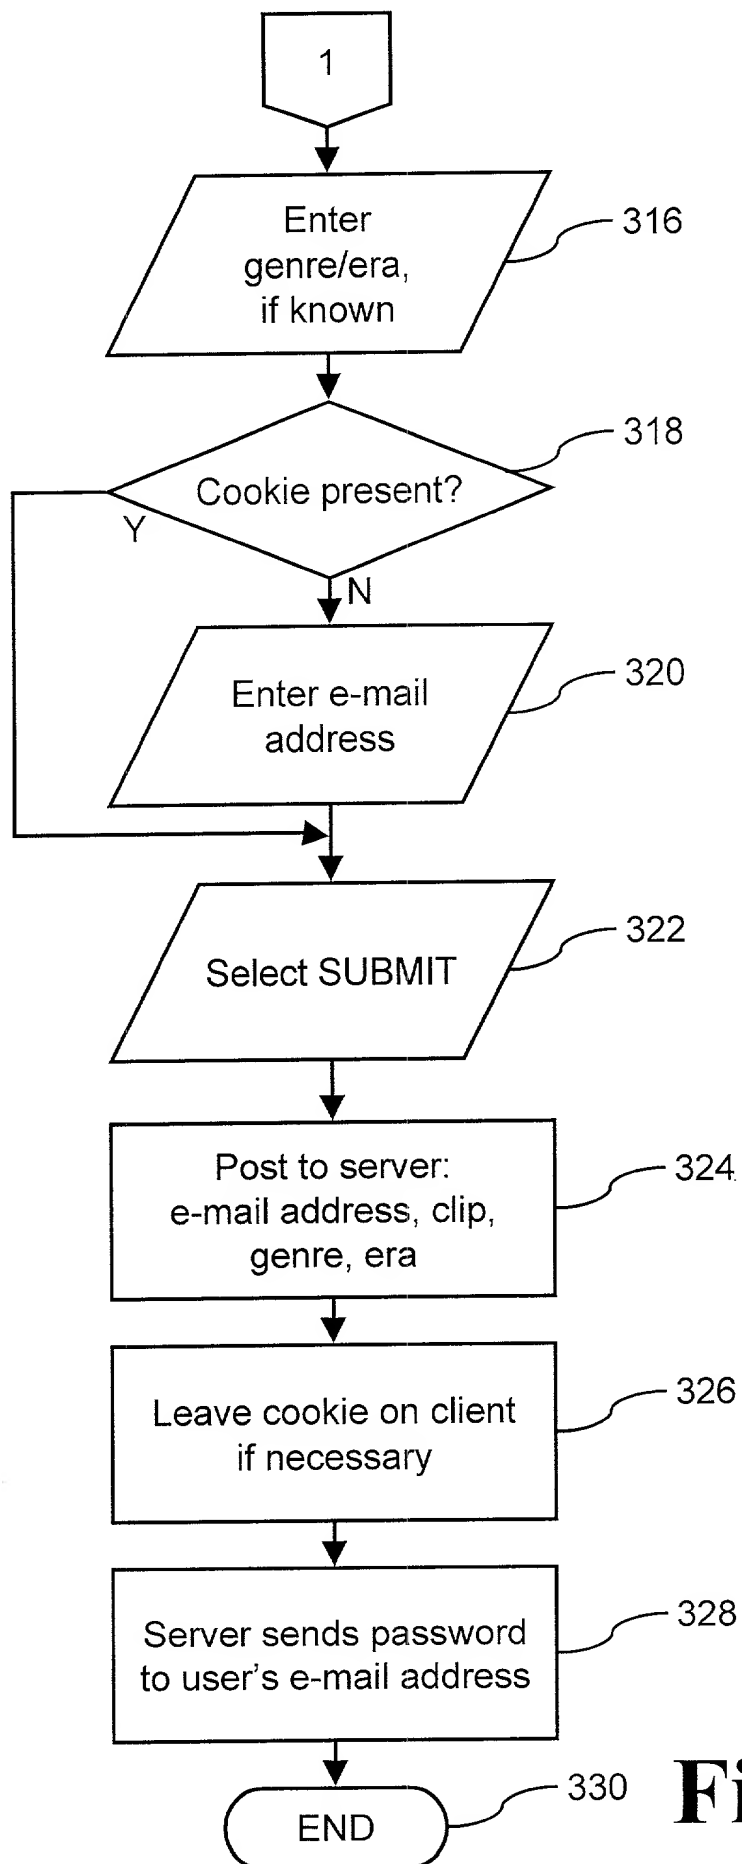 1
Enter
genre/era,
if known
316
318
Cookie present?
Y
N
Enter e-mail
address
320
Select SUBMIT
322
Post to server:
e-mail address, clip,
genre, era
324
Leave cookie on client
if necessary
326
Server sends password
to user's e-mail address
328
END
330